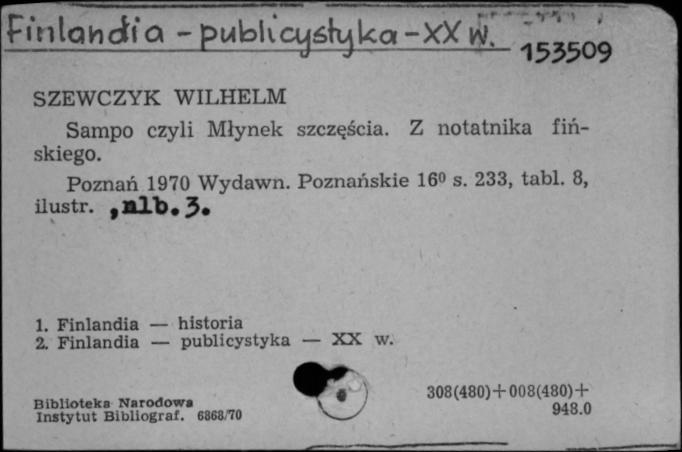 Finlandia - publicystyka - XX w.
153509
SZEWCZYK WILHELM
Sampo czyli Młynek szczęścia. Z notatnika fiń-
skiego.
Poznań 1970 Wydawn. Poznańskie 16⁰ s. 233, tabl. 8,
ilustr. ,nlb. 3.
1. Finlandia — historia
2. Finlandia — publicystyka — XX w.
308(480)+008(480)+
948.0
Biblioteka Narodowa
Instytut Bibliograf. 6868/70